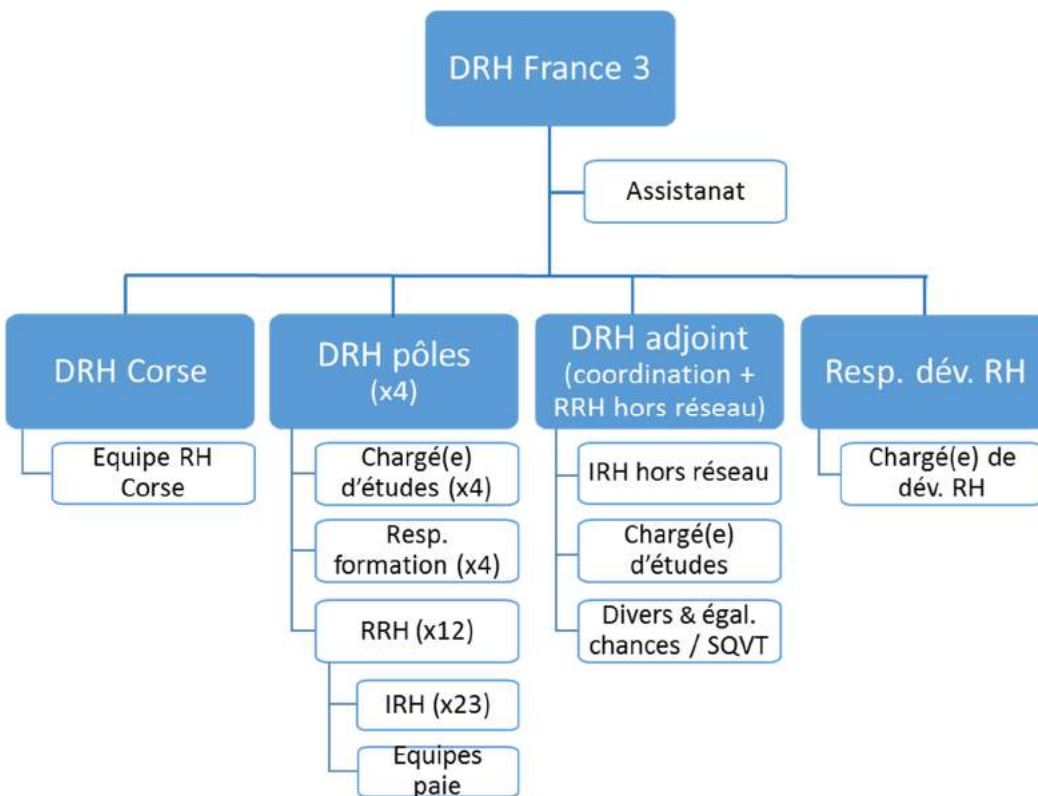 DRH France 3
Assistanat
DRH Corse
Equipe RH
Corse
DRH pôles
(x4)
Chargé(e)
d'études (x4)
Resp.
formation (x4)
RRH (x12)
IRH (x23)
Equipes
paie
DRH adjoint
(coordination +
RRH hors réseau)
IRH hors réseau
Chargé(e)
d'études
Divers & égal.
chances / SQVT
Resp. dév. RH
Chargé(e) de
dév. RH